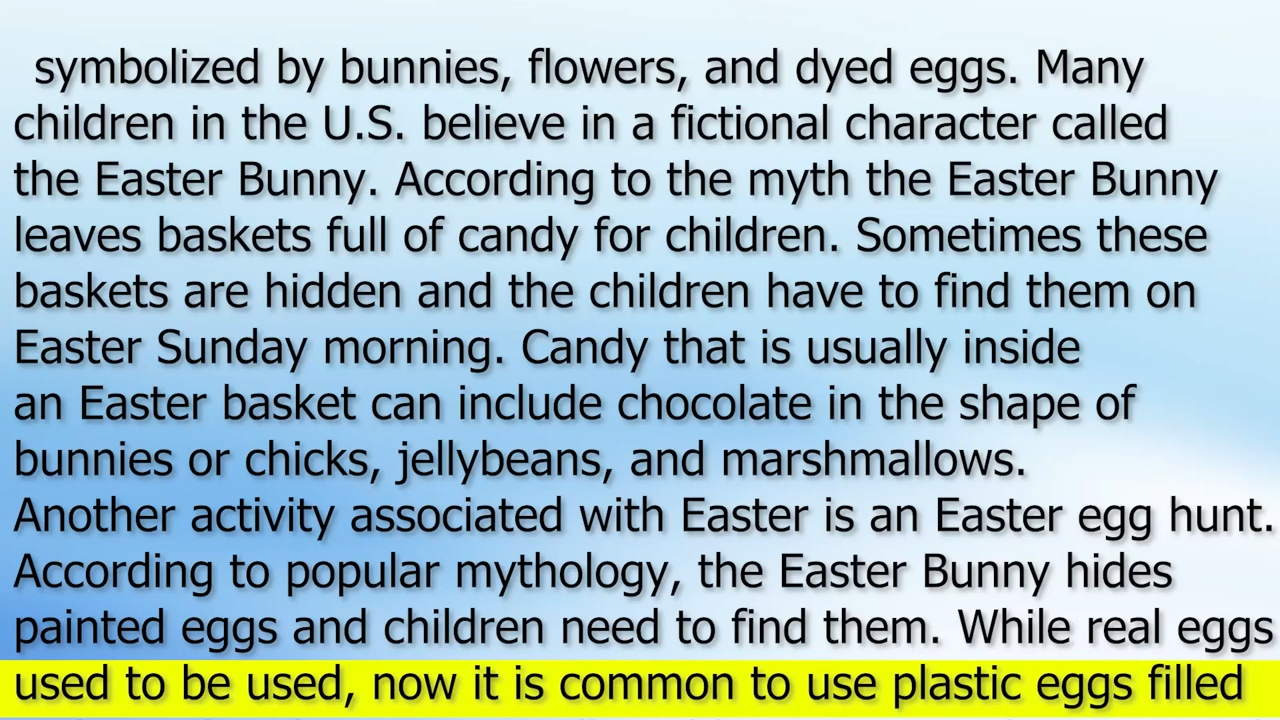 symbolized by bunnies, flowers, and dyed eggs. Many
children in the U.S. believe in a fictional character called
the Easter Bunny. According to the myth the Easter Bunny
leaves baskets full of candy for children. Sometimes these
baskets are hidden and the children have to find them on
Easter Sunday morning. Candy that is usually inside
an Easter basket can include chocolate in the shape of
bunnies or chicks, jellybeans, and marshmallows.
Another activity associated with Easter is an Easter egg hunt.
According to popular mythology, the Easter Bunny hides
painted eggs and children need to find them. While real eggs
used to be used, now it is common to use plastic eggs filled